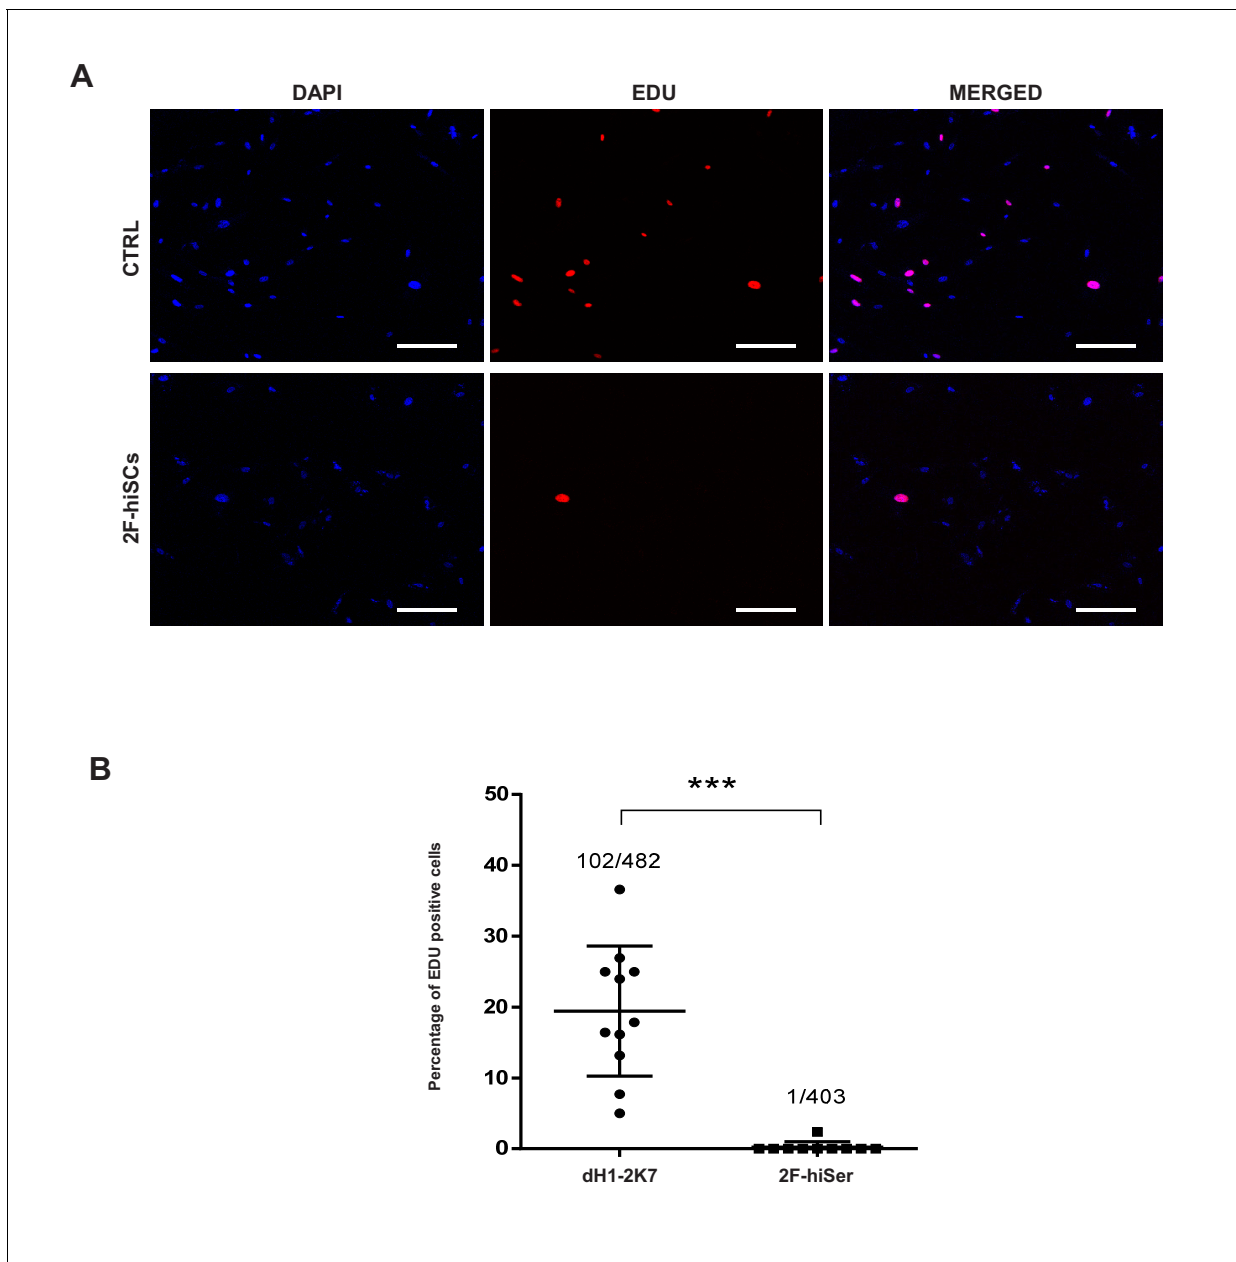 A
DAPI EDU MERGED
CTRL
2F-hiSCs
B
***
50
102/482
40
30
20
10
1/403
0
Percentage of EDU positive cells
dH1-2K7 2F-hiSer